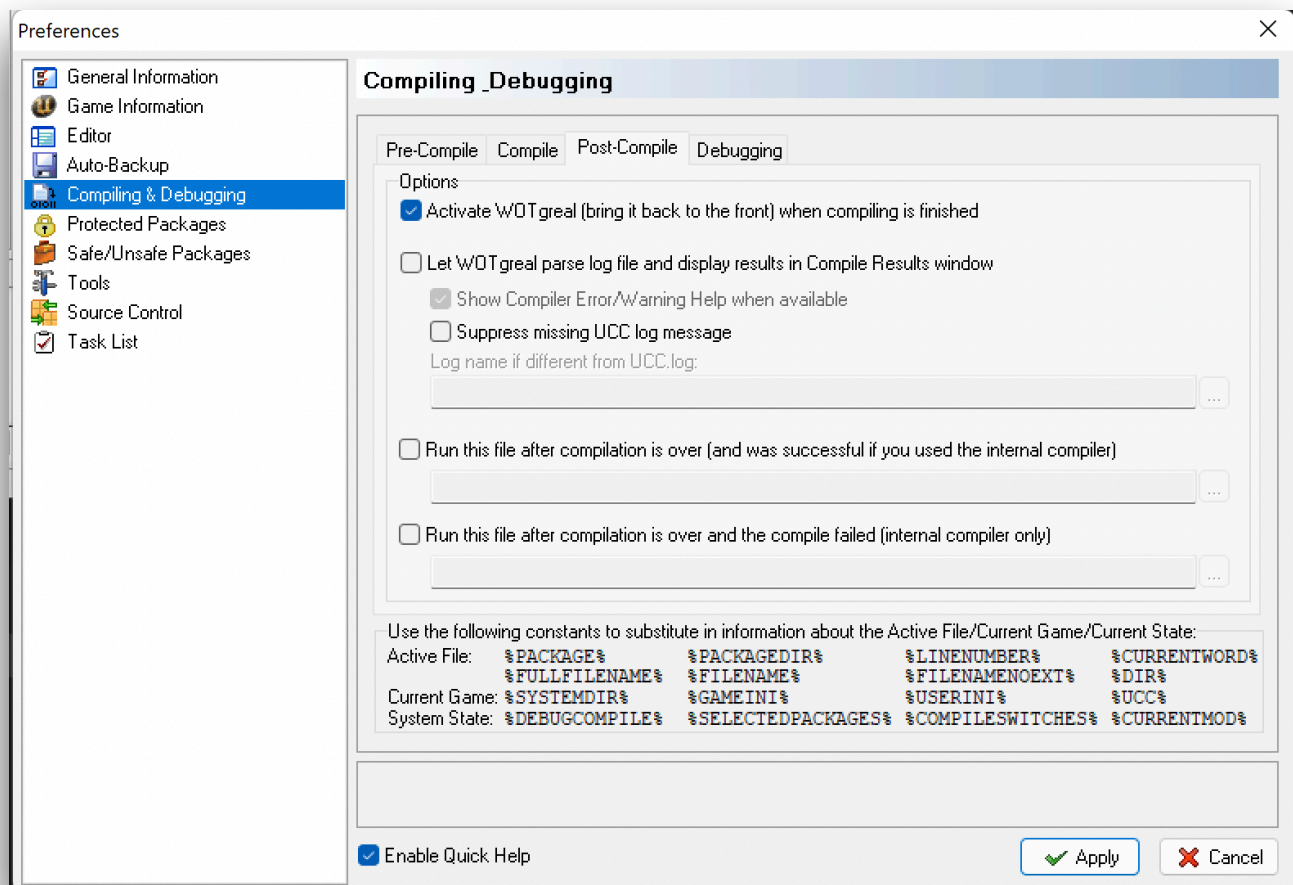 Preferences
General Information
Game Information
Editor
Auto-Backup
Compiling & Debugging
Protected Packages
Safe/Unsafe Packages
Tools
Source Control
Task List
Compiling _Debugging
Pre-Compile Compile Post-Compile Debugging
Options
Activate WOTgreal (bring it back to the front) when compiling is finished
Let WOTgreal parse log file and display results in Compile Results window
Show Compiler Error/Warning Help when available
Suppress missing UCC log message
Log name if different from UCC.log:
...
Run this file after compilation is over (and was successful if you used the internal compiler)
...
Run this file after compilation is over and the compile failed (internal compiler only)
...
Use the following constants to substitute in information about the Active File/Current Game/Current State:
Active File: %PACKAGE% %PACKAGEDIR% %LINENUMBER% %CURRENTWORD%
%FULLFILENAME% %FILENAME% %FILENAMENOEXT% %DIR%
Current Game: %SYSTEMDIR% %GAMEINI% %USERINI% %UCC%
System State: %DEBUGCOMPILE% %SELECTEDPACKAGES% %COMPILESWITCHES% %CURRENTMOD%
Enable Quick Help
Apply Cancel